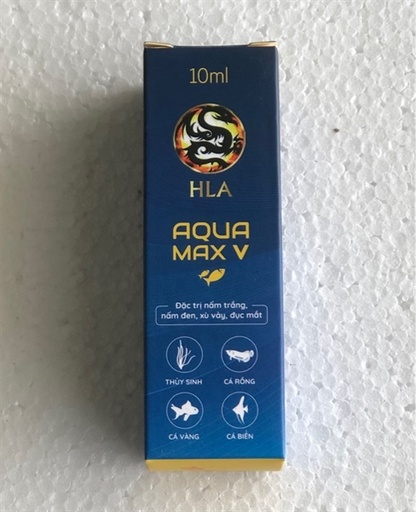 10ml
HLA
AQUA
MAX V
Đặc trị nấm trắng,
nấm đen, xù vảy, đục mắt
THỦY SINH
CÁ RỒNG
CÁ VÀNG
CÁ BIỂN